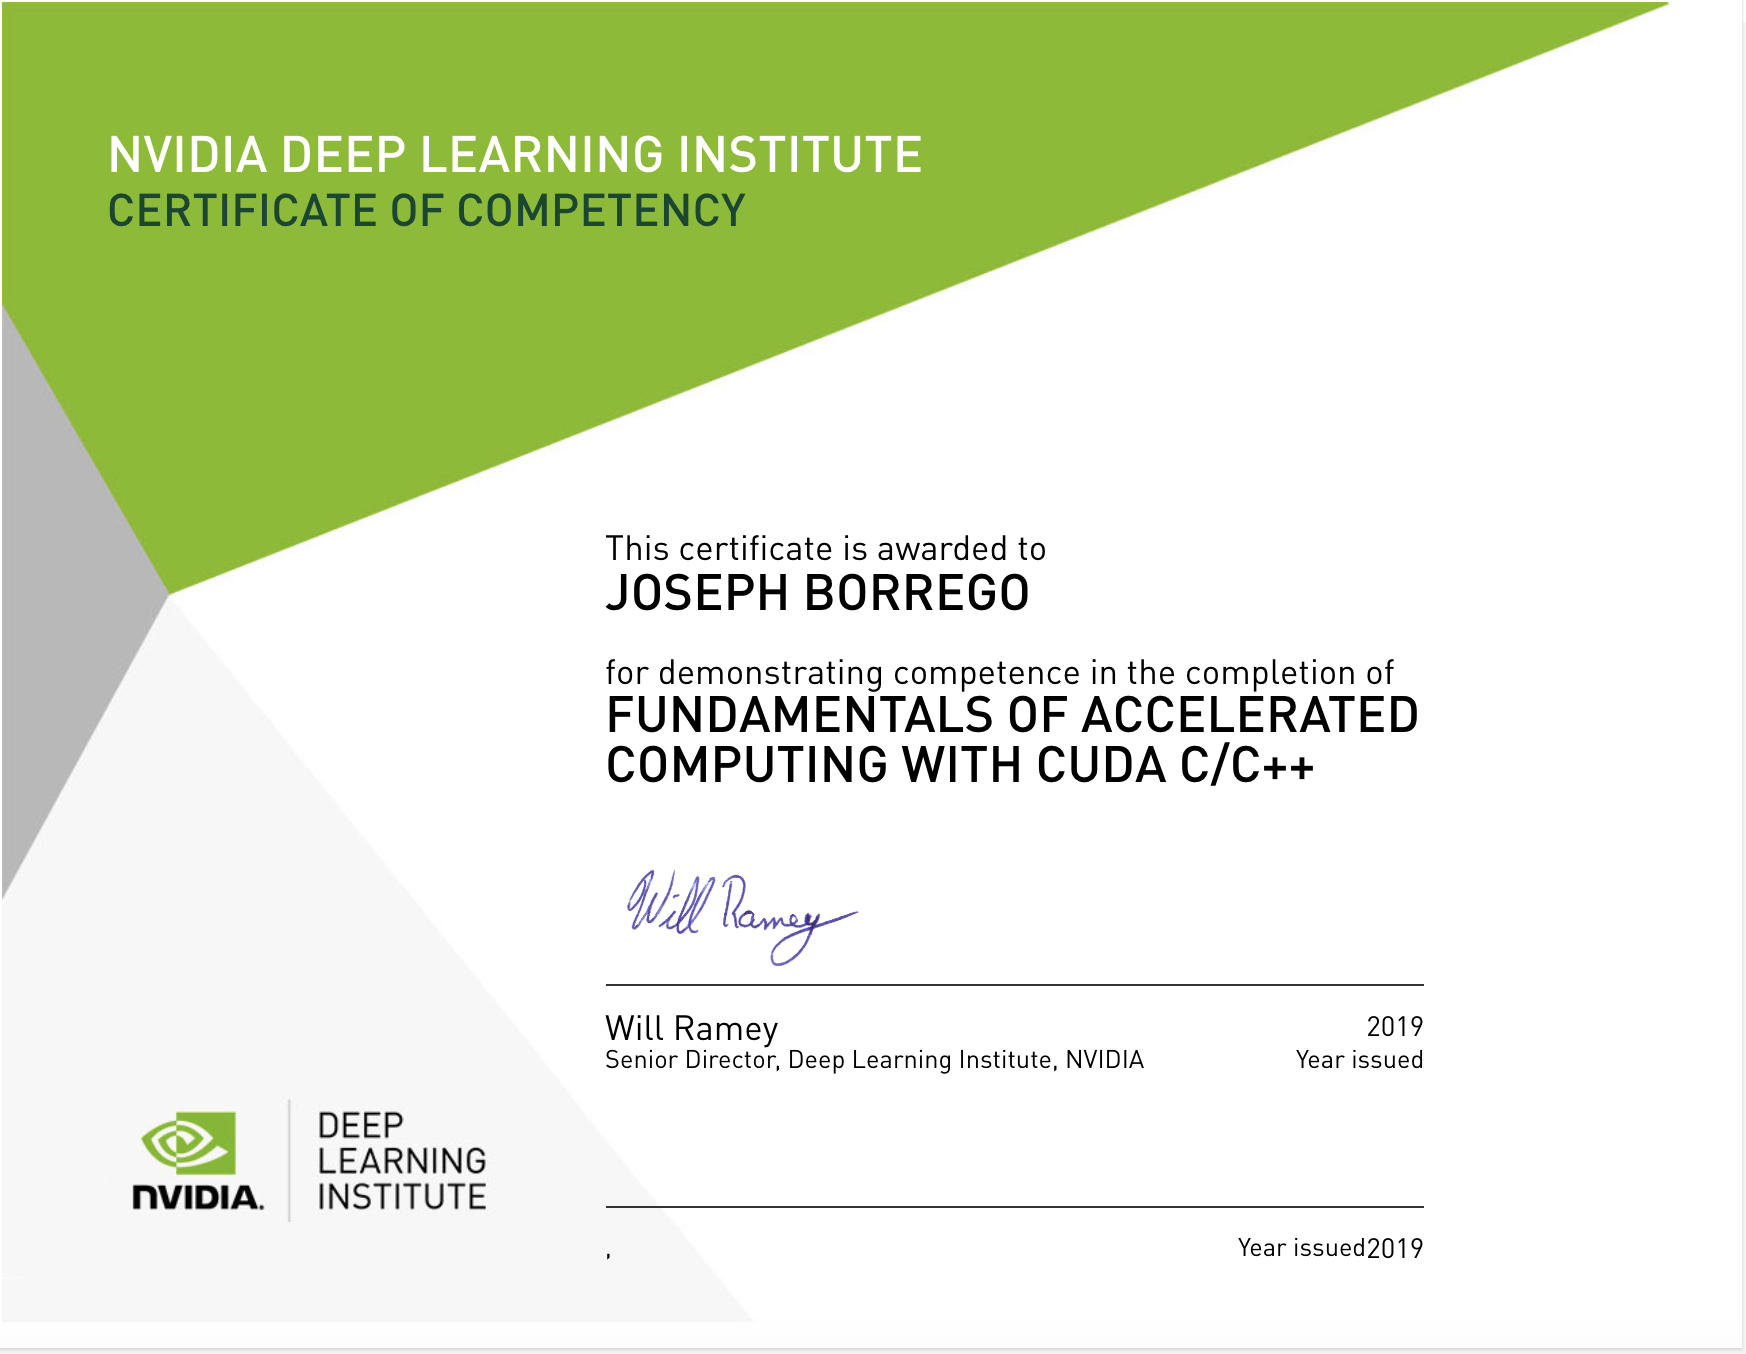 NVIDIA DEEP LEARNING INSTITUTE
CERTIFICATE OF COMPETENCY
This certificate is awarded to
JOSEPH BORREGO
for demonstrating competence in the completion of
FUNDAMENTALS OF ACCELERATED
COMPUTING WITH CUDA C/C++
Will Ramey
Will Ramey
2019
Senior Director, Deep Learning Institute, NVIDIA
Year issued
NVIDIA.
DEEP
LEARNING
INSTITUTE
,
Year issued2019